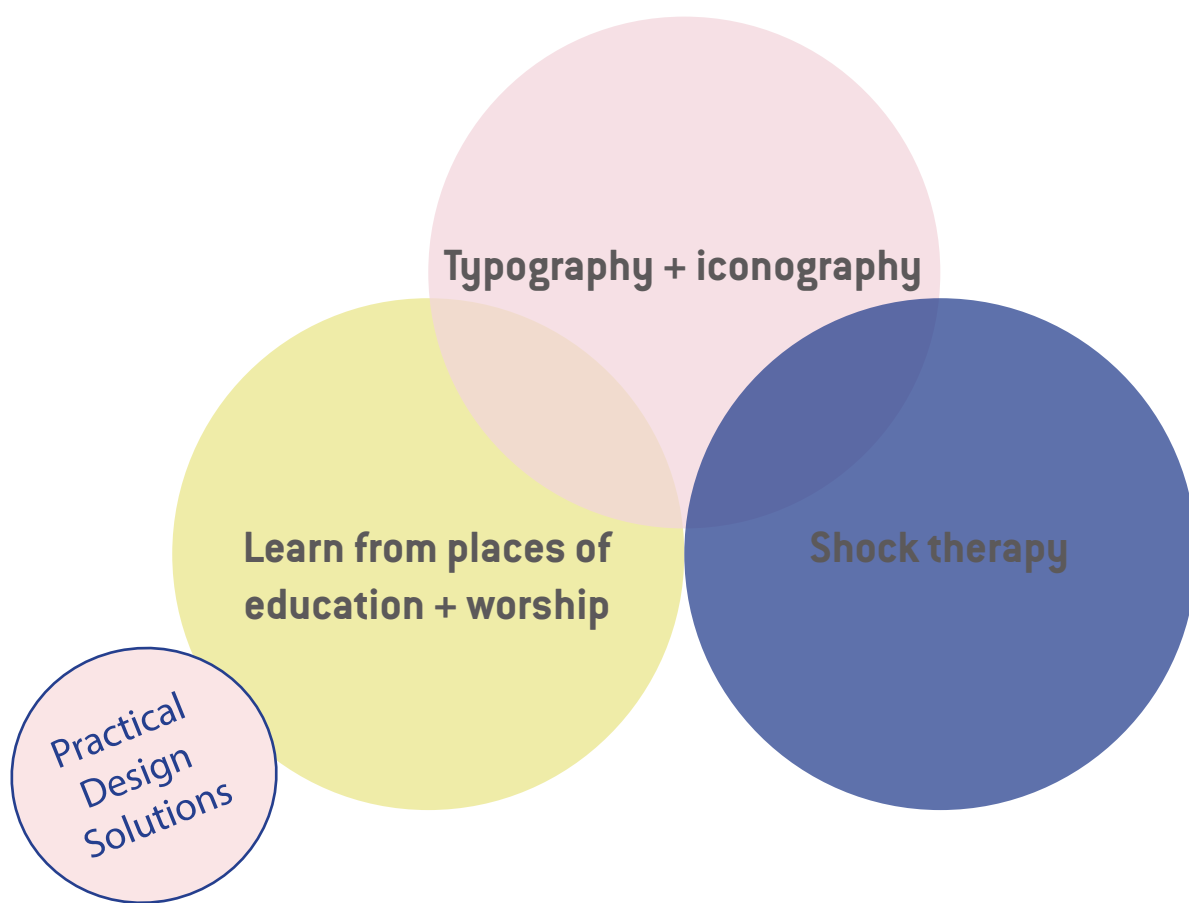 Typography + iconography
Learn from places of
education + worship
Shock therapy
Practical
Design
Solutions